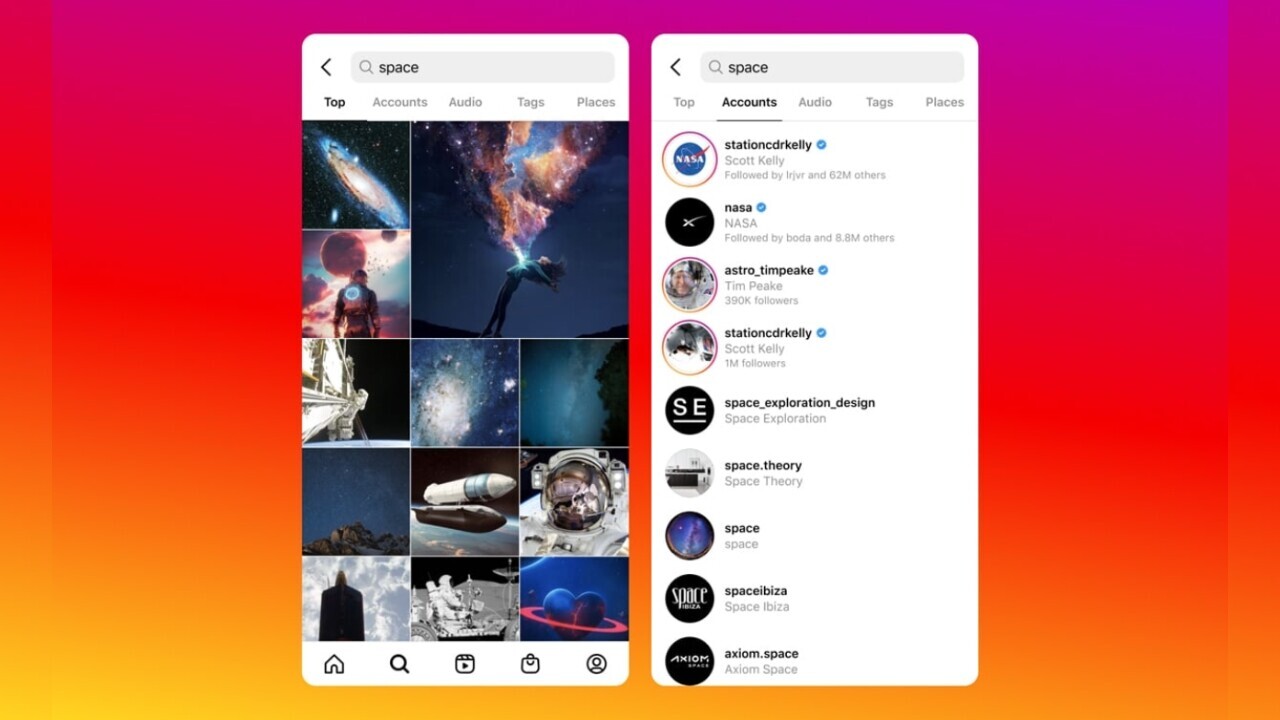 space
Top Accounts Audio Tags Places
space
Top Accounts Audio Tags Places
NASA
stationcdrkelly
Scott Kelly
Followed by lrjvr and 62M others
nasa
NASA
Followed by boda and 8.8M others
astro_timpeake
Tim Peake
390K followers
stationcdrkelly
Scott Kelly
1M followers
SE
space_exploration_design
Space Exploration
space.theory
Space Theory
space
space
space
IBIZA
spaceibiza
Space Ibiza
AXIOM
SPACE
axiom.space
Axiom Space